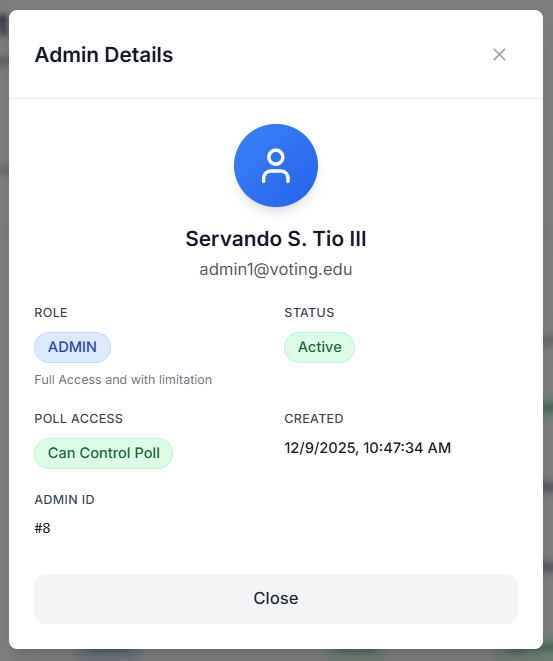 Admin Details
Servando S. Tio III
admin1@voting.edu
ROLE
STATUS
ADMIN
Active
Full Access and with limitation
POLL ACCESS
CREATED
Can Control Poll
12/9/2025, 10:47:34 AM
ADMIN ID
#8
Close